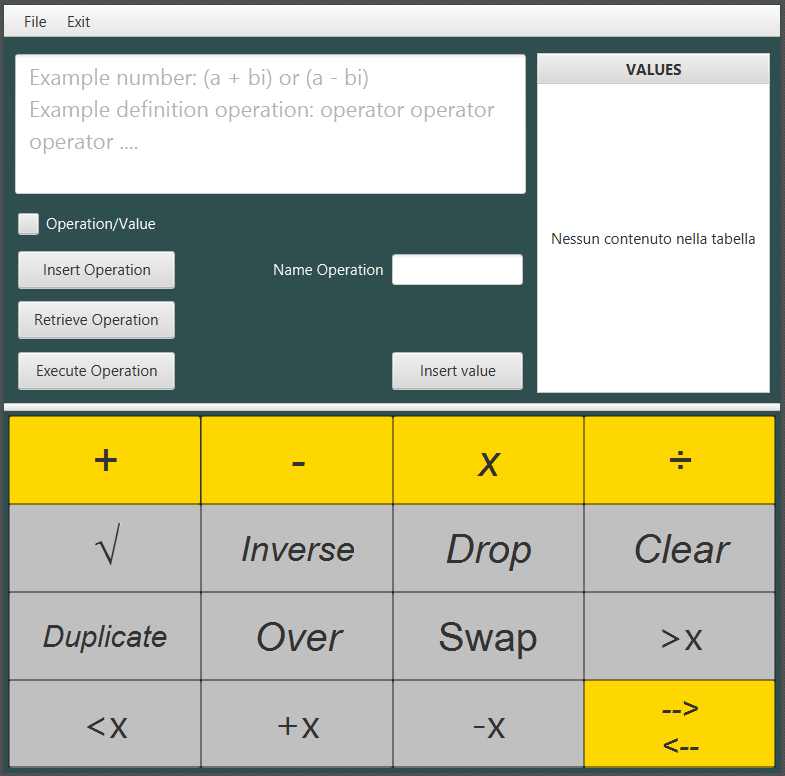 File Exit
Example number: (a + bi) or (a - bi)
Example definition operation: operator operator
operator ....
VALUES
Nessun contenuto nella tabella
Operation/Value
Insert Operation
Name Operation
Retrieve Operation
Execute Operation
Insert value
+ - x ÷
√ Inverse Drop Clear
Duplicate Over Swap >x
<x +x -x -->
<--